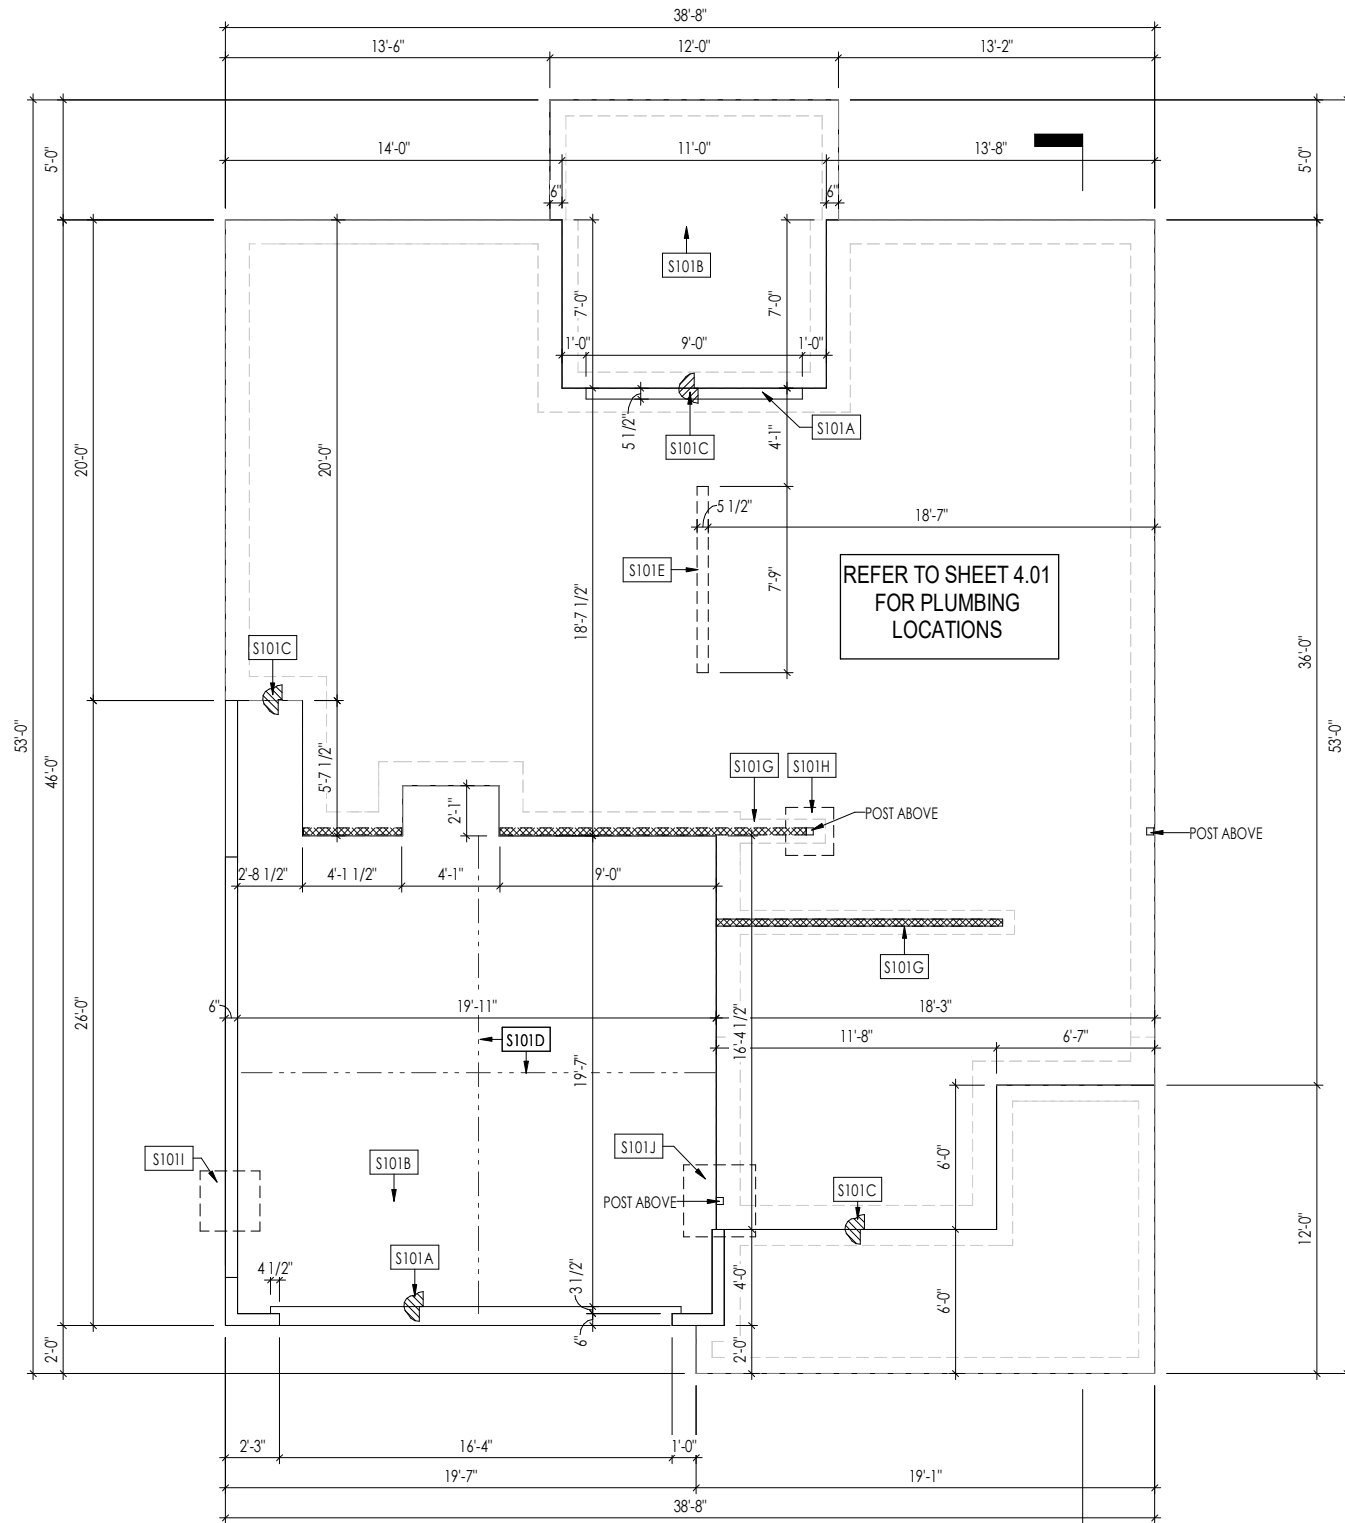 38'-8"
13'-6"
12'-0"
13'-2"
14'-0"
11'-0"
13'-8"
5'-0"
5'-0"
6"
6"
S101B
7'-0"
7'-0"
1'-0"
9'-0"
1'-0"
5 1/2"
S101C
S101A
4'-1"
20'-0"
20'-0"
5 1/2"
18'-7"
S101E
7'-9"
18'-7 1/2"
REFER TO SHEET 4.01
FOR PLUMBING
LOCATIONS
S101C
36'-0"
53'-0"
46'-0"
53'-0"
5'-7 1/2"
S101G
S101H
2'-1"
POST ABOVE
POST ABOVE
2'-8 1/2"
4'-1 1/2"
4'-1"
9'-0"
S101G
26'-0"
6"
19'-11"
18'-3"
16'-4 1/2"
11'-8"
6'-7"
S101D
19'-7"
S101I
S101B
S101J
6'-0"
POST ABOVE
S101C
12'-0"
S101A
4 1/2"
3 1/2"
4'-0"
6'-0"
6"
2'-0"
2'-0"
2'-3"
16'-4"
1'-0"
19'-7"
19'-1"
38'-8"